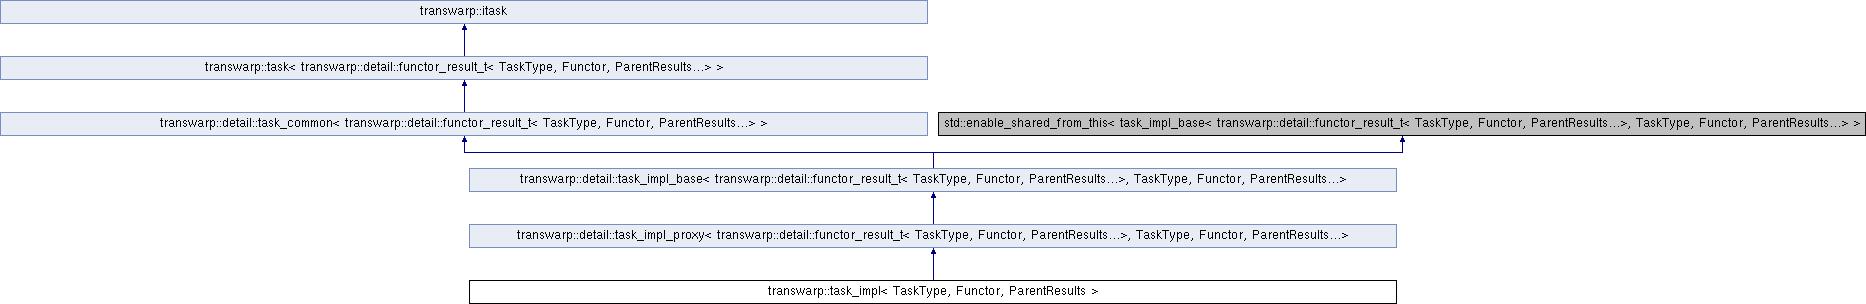 transwarp::itask
transwarp::task< transwarp::detail::functor_result_t< TaskType, Functor, ParentResults...> >
transwarp::detail::task_common< transwarp::detail::functor_result_t< TaskType, Functor, ParentResults...> >
std::enable_shared_from_this< task_impl_base< transwarp::detail::functor_result_t< TaskType, Functor, ParentResults...>, TaskType, Functor, ParentResults...> >
transwarp::detail::task_impl_base< transwarp::detail::functor_result_t< TaskType, Functor, ParentResults...>, TaskType, Functor, ParentResults...>
transwarp::detail::task_impl_proxy< transwarp::detail::functor_result_t< TaskType, Functor, ParentResults...>, TaskType, Functor, ParentResults...>
transwarp::task_impl< TaskType, Functor, ParentResults >